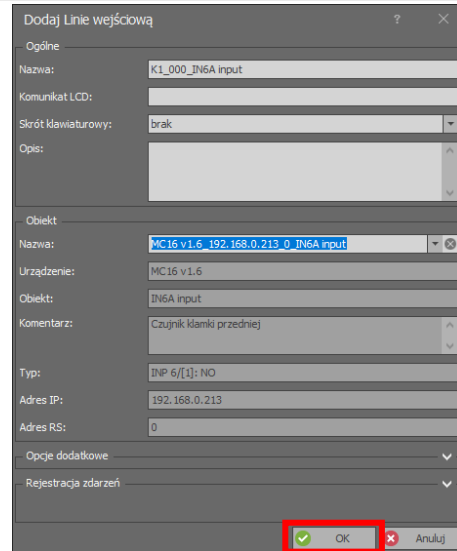 Dodaj Linie wejściową
Ogólne
Nazwa: K1_000_IN6A input
Komunikat LCD:
Skrót klawiaturowy: brak
Opis:
Obiekt
Nazwa: MC16 v1.6_192.168.0.213_0_IN6A input
Urządzenie: MC16 v1.6
Obiekt: IN6A input
Komentarz: Czujnik klamki przedniej
Typ: INP 6/[1]: NO
Adres IP: 192.168.0.213
Adres RS: 0
Opcje dodatkowe
Rejestracja zdarzeń
OK Anuluj